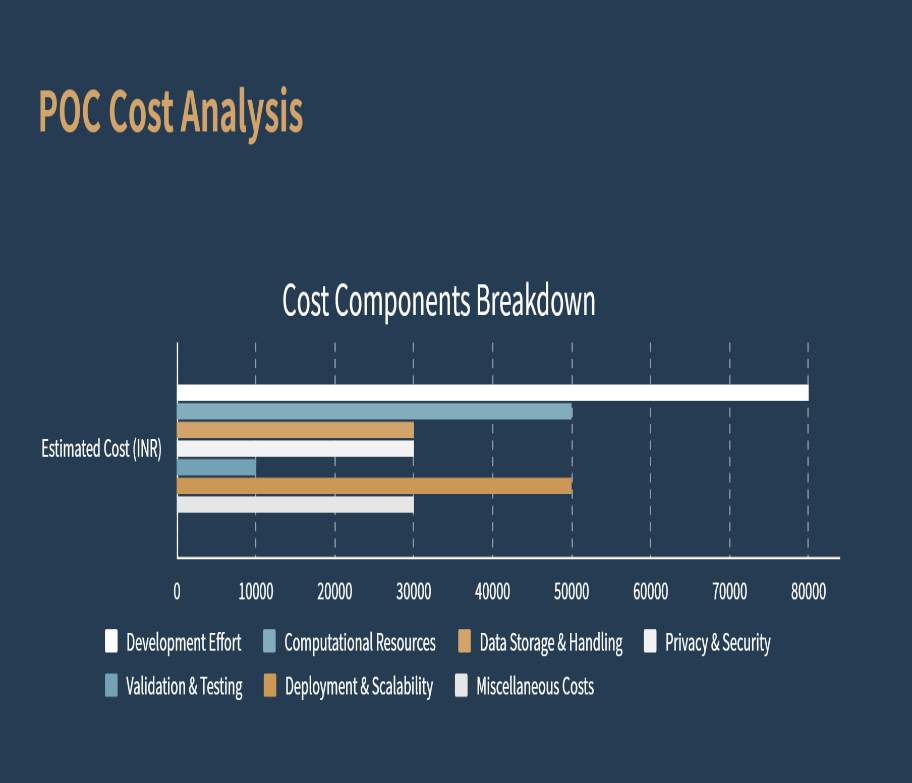 POC Cost Analysis
Cost Components Breakdown
Estimated Cost (INR)
0 10000 20000 30000 40000 50000 60000 70000 80000
Development Effort Computational Resources Data Storage & Handling Privacy & Security
Validation & Testing Deployment & Scalability Miscellaneous Costs